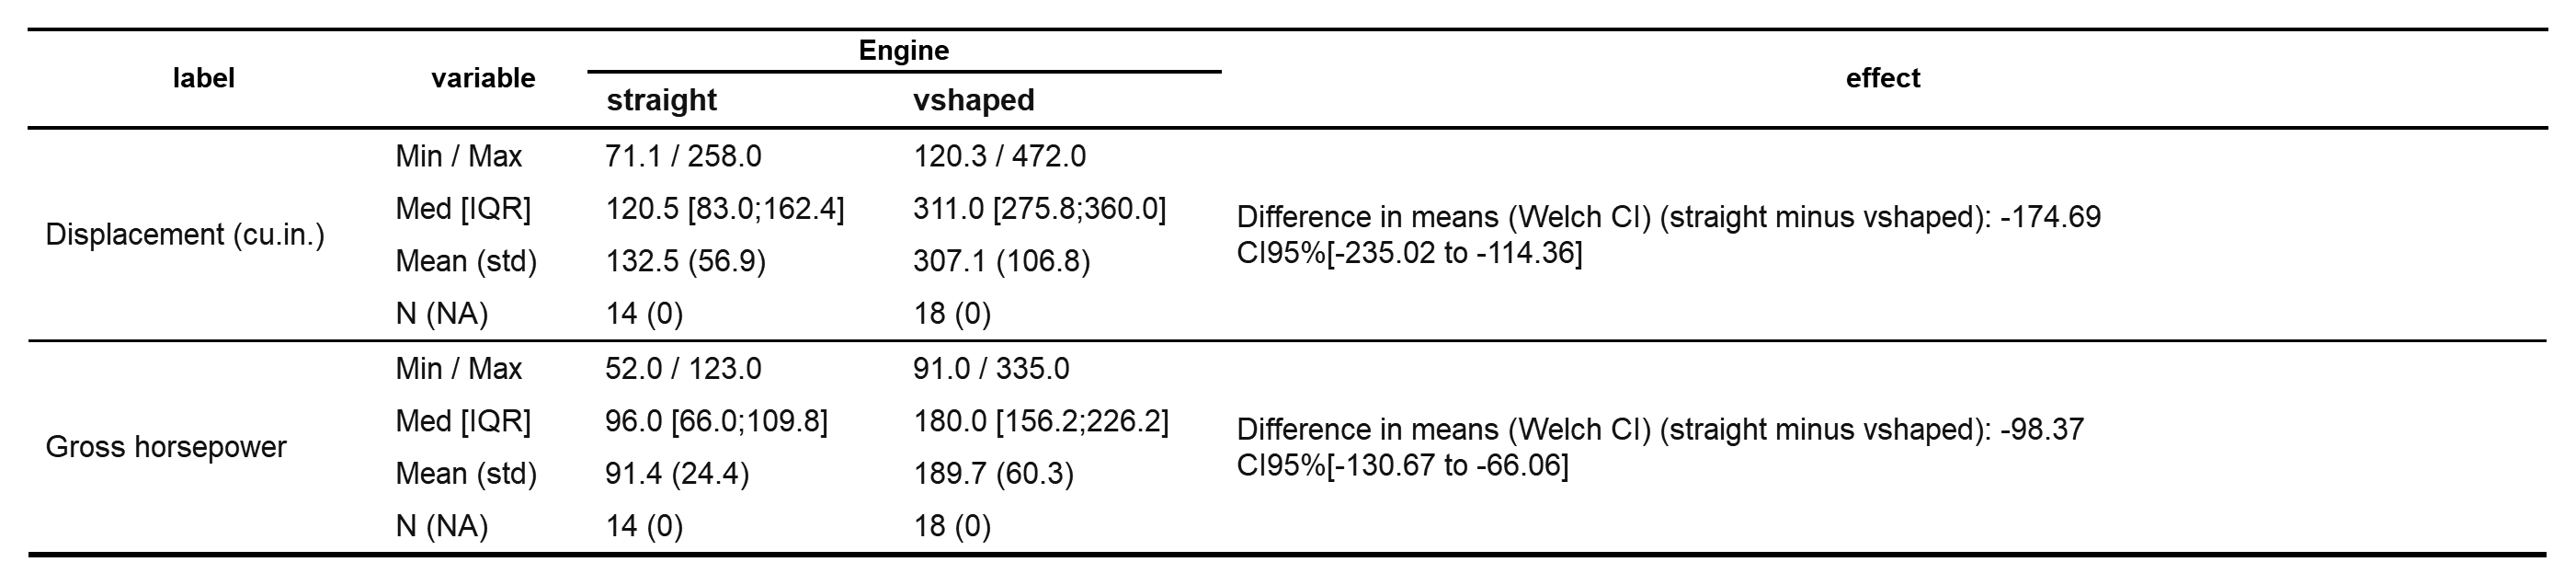 label variable Engine effect
straight vshaped
Displacement (cu.in.)
Min / Max 71.1 / 258.0 120.3 / 472.0
Med [IQR] 120.5 [83.0;162.4] 311.0 [275.8;360.0]
Mean (std) 132.5 (56.9) 307.1 (106.8)
N (NA) 14 (0) 18 (0)
Difference in means (Welch CI) (straight minus vshaped): -174.69
CI95%[-235.02 to -114.36]
Gross horsepower
Min / Max 52.0 / 123.0 91.0 / 335.0
Med [IQR] 96.0 [66.0;109.8] 180.0 [156.2;226.2]
Mean (std) 91.4 (24.4) 189.7 (60.3)
N (NA) 14 (0) 18 (0)
Difference in means (Welch CI) (straight minus vshaped): -98.37
CI95%[-130.67 to -66.06]